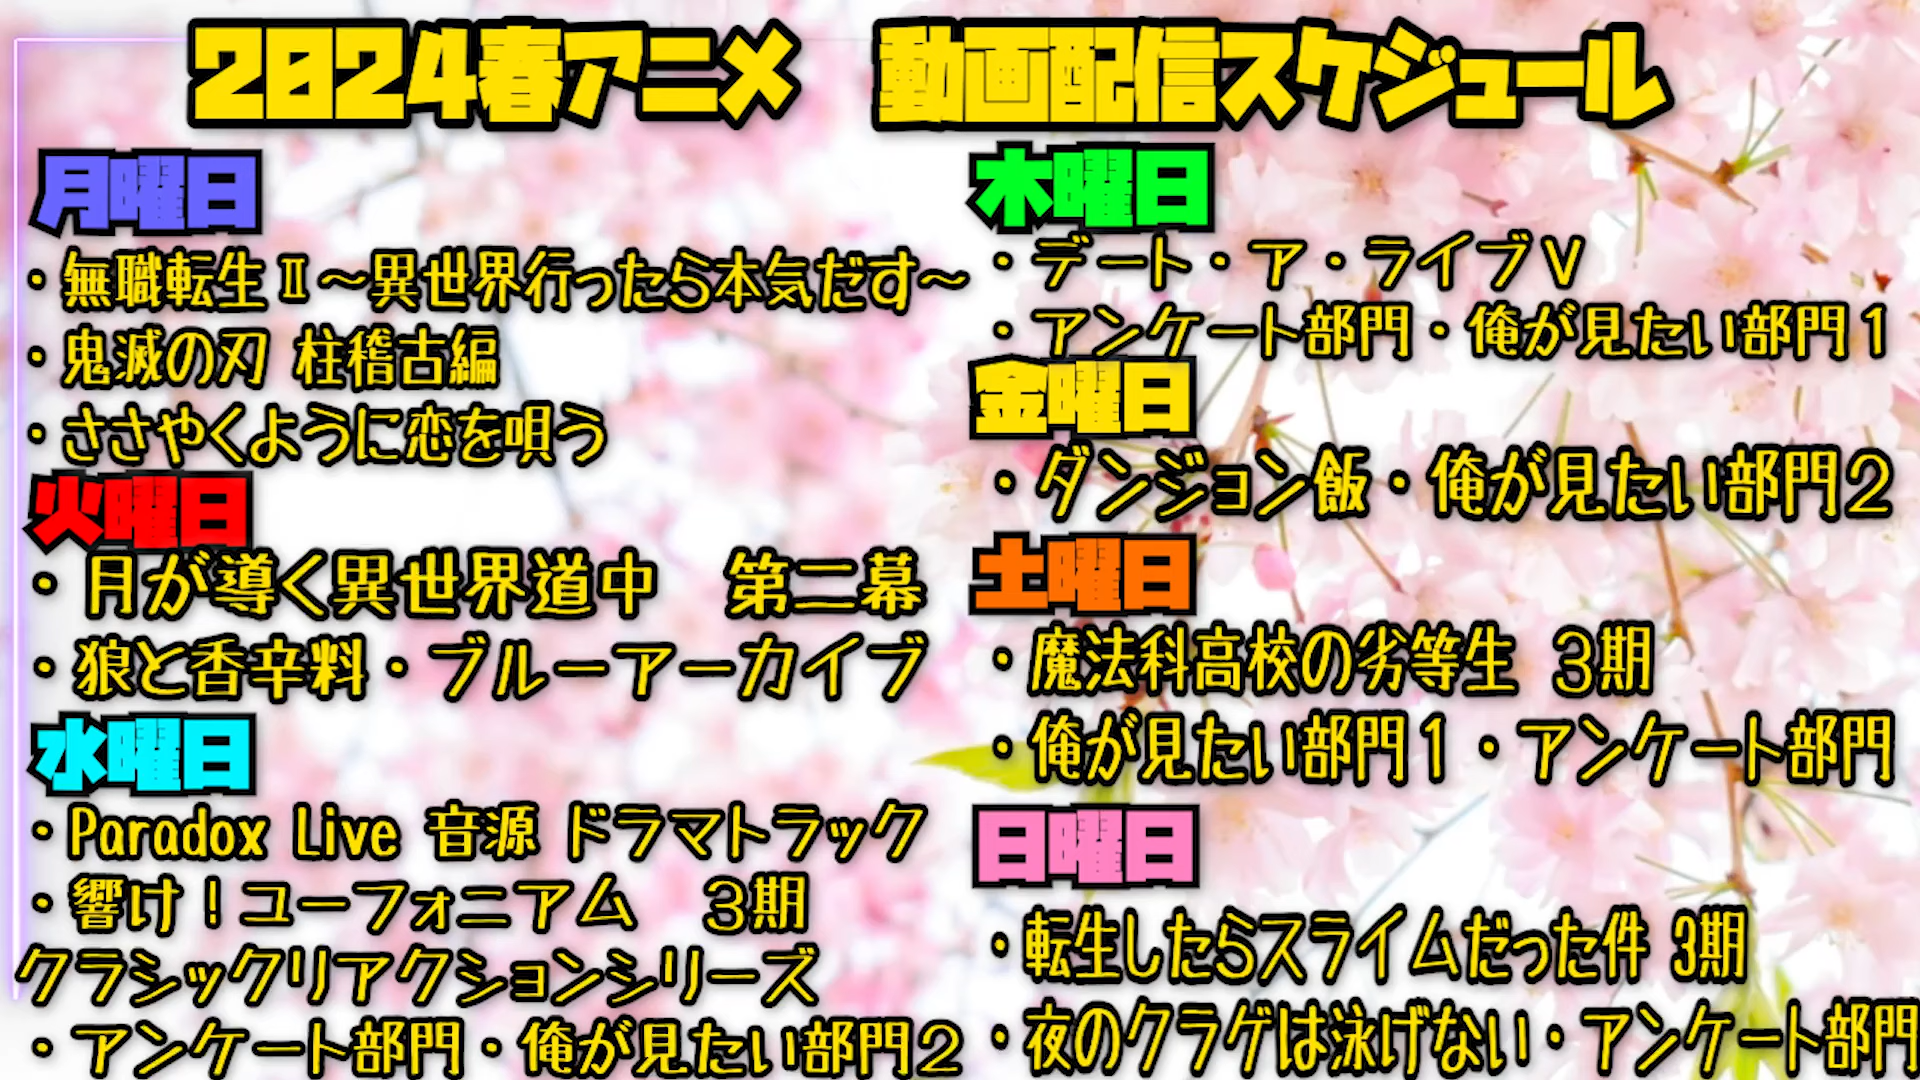 2024春アニメ　動画配信スケジュール
月曜日
・無職転生Ⅱ～異世界行ったら本気だす～
・鬼滅の刃 柱稽古編
・ささやくように恋を唄う
火曜日
・月が導く異世界道中　第二幕
・狼と香辛料・ブルーアーカイブ
水曜日
・Paradox Live 音源 ドラマトラック
・響け！ユーフォニアム　３期
クラシックリアクションシリーズ
・アンケート部門・俺が見たい部門２
木曜日
・デート・ア・ライブⅤ
・アンケート部門・俺が見たい部門１
金曜日
・ダンジョン飯・俺が見たい部門２
土曜日
・魔法科高校の劣等生　３期
・俺が見たい部門１・アンケート部門
日曜日
・転生したらスライムだった件 3期
・夜のクラゲは泳げない・アンケート部門